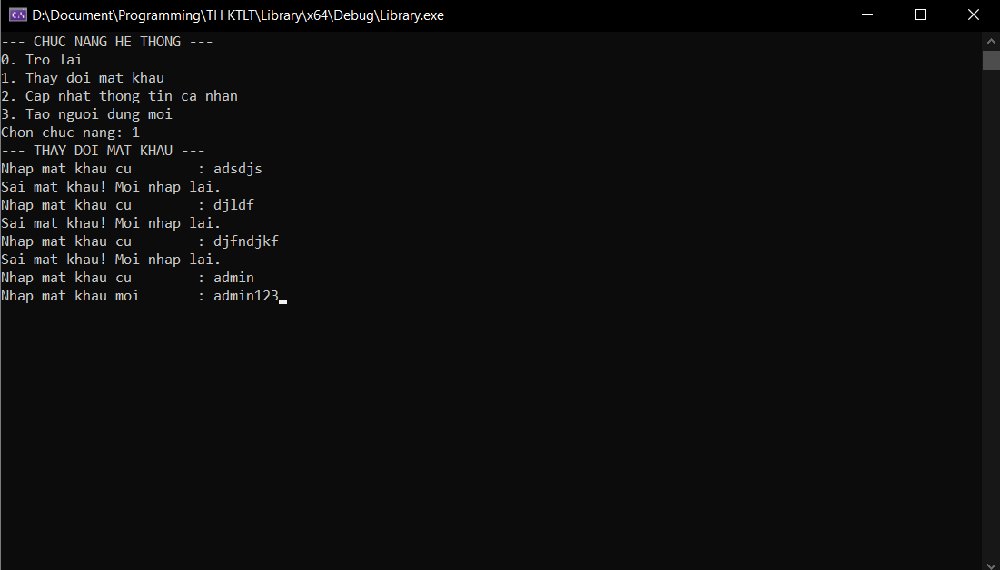 D:\Document\Programming\TH KTLT\Library\x64\Debug\Library.exe
--- CHUC NANG HE THONG ---
0. Tro lai
1. Thay doi mat khau
2. Cap nhat thong tin ca nhan
3. Tao nguoi dung moi
Chon chuc nang: 1
--- THAY DOI MAT KHAU ---
Nhap mat khau cu        : adsdjs
Sai mat khau! Moi nhap lai.
Nhap mat khau cu        : djldf
Sai mat khau! Moi nhap lai.
Nhap mat khau cu        : djfndjkf
Sai mat khau! Moi nhap lai.
Nhap mat khau cu        : admin
Nhap mat khau moi       : admin123